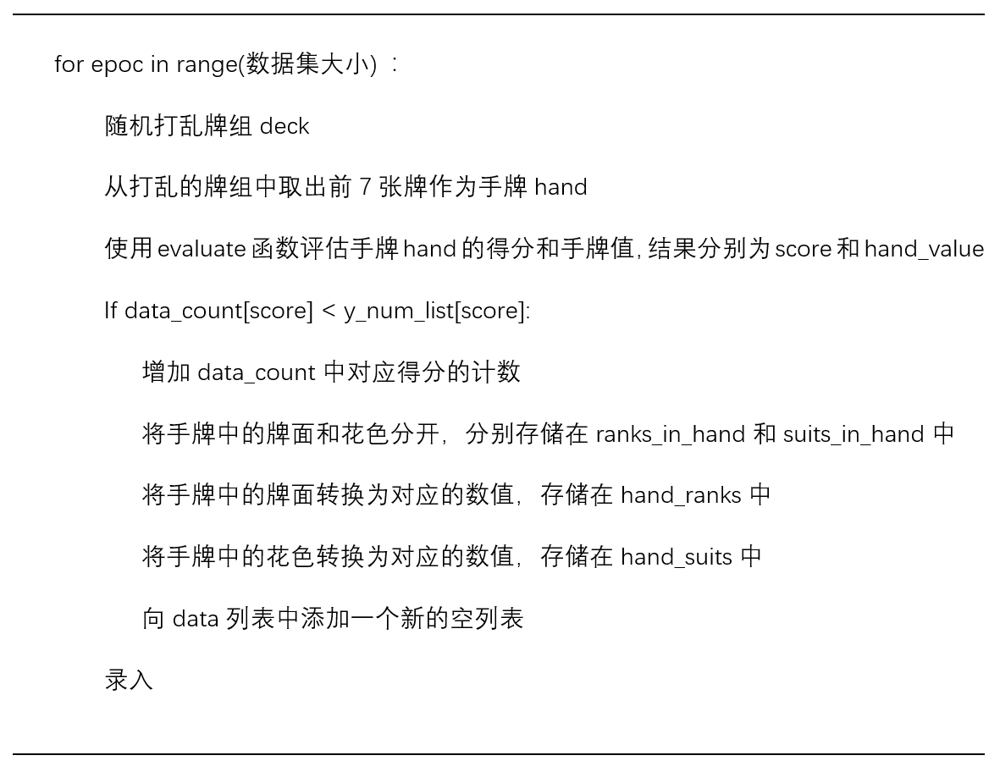 for epoc in range(数据集大小) ：
随机打乱牌组 deck
从打乱的牌组中取出前 7 张牌作为手牌 hand
使用 evaluate 函数评估手牌 hand 的得分和手牌值, 结果分别为 score 和 hand_value
If data_count[score] < y_num_list[score]:
增加 data_count 中对应得分的计数
将手牌中的牌面和花色分开，分别存储在 ranks_in_hand 和 suits_in_hand 中
将手牌中的牌面转换为对应的数值，存储在 hand_ranks 中
将手牌中的花色转换为对应的数值，存储在 hand_suits 中
向 data 列表中添加一个新的空列表
录入